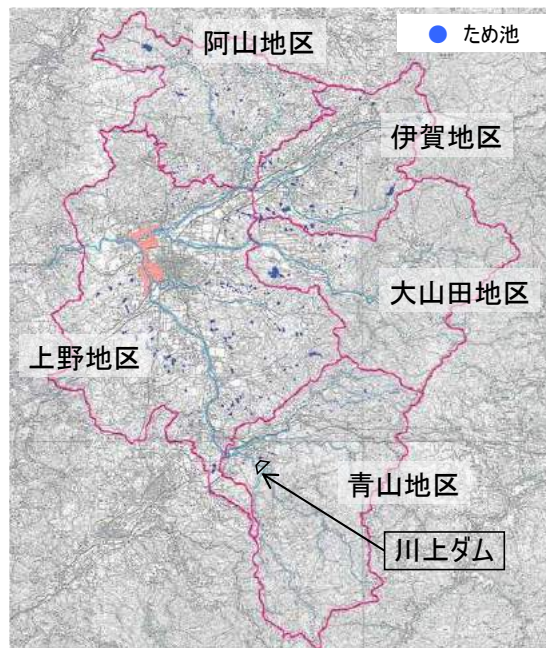 阿山地区
ため池
伊賀地区
大山田地区
上野地区
青山地区
川上ダム